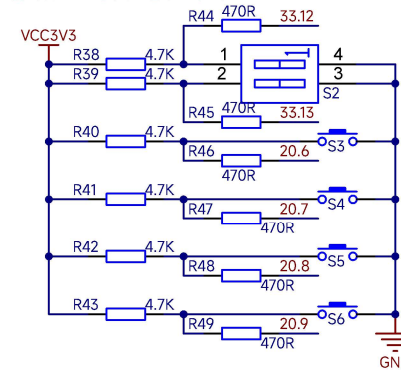 R44 470R 33.12
VCC3V3
R38 4.7K 1 4
R39 4.7K 2 3
S2
R45 470R 33.13
R40 4.7K S3
R46 20.6
470R
R41 4.7K S4
R47 20.7
470R
R42 4.7K S5
R48 20.8
470R
R43 4.7K S6
R49 20.9
470R
GN